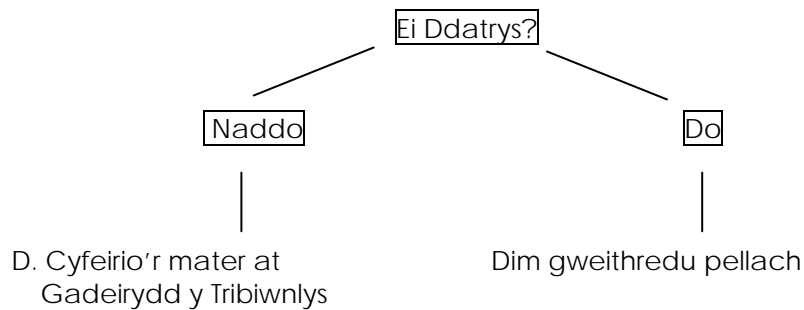 Ei Ddatrys?
Naddo
Do
D. Cyfeirio'r mater at
Gadeirydd y Tribiwnlys
Dim gweithredu pellach